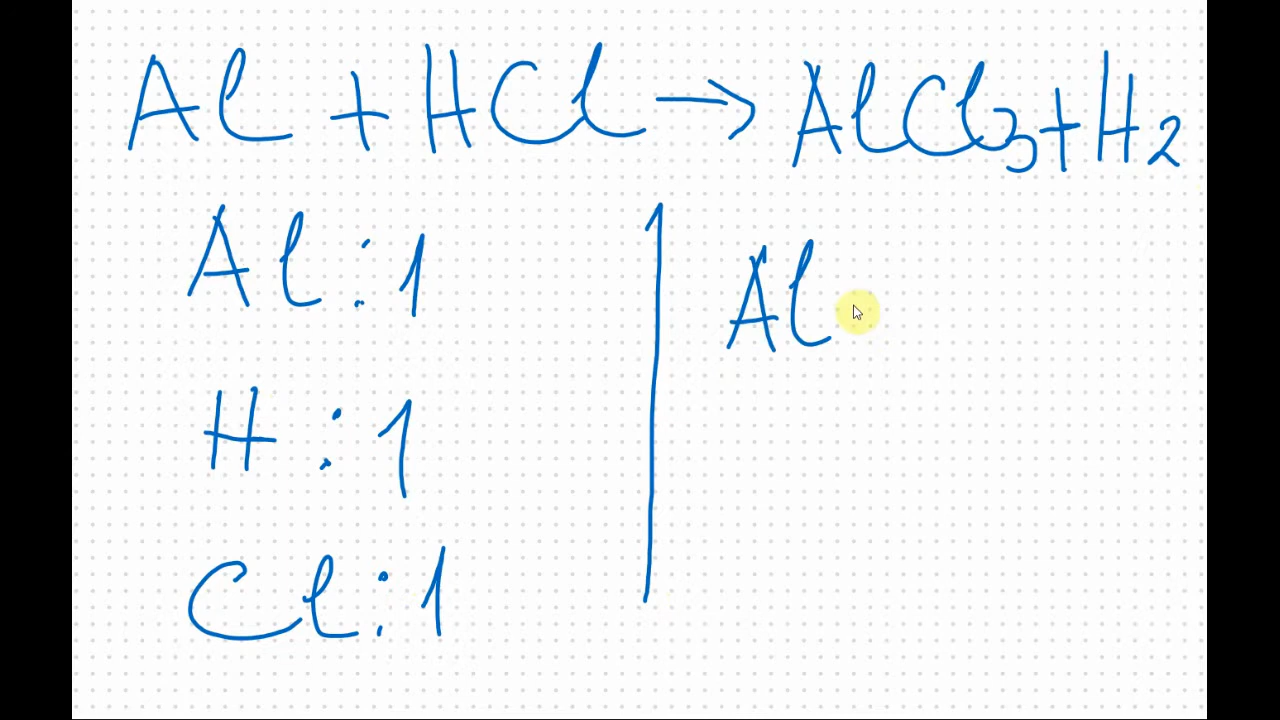 Al + HCl → AlCl₃ + H₂
Al : 1
Al
H : 1
Cl : 1